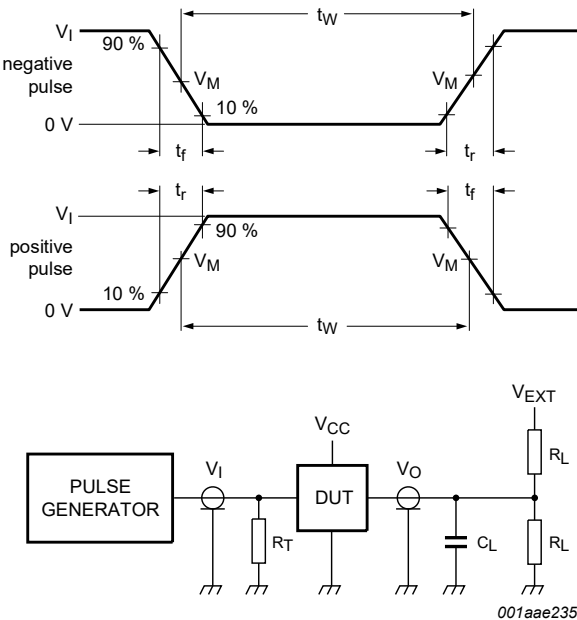 V_I
t_W
90 %
negative
pulse
V_M
V_M
10 %
0 V
t_f
t_r
V_I
t_r
t_f
90 %
positive
pulse
V_M
V_M
10 %
0 V
t_W
V_EXT
V_CC
R_L
PULSE
GENERATOR
V_I
DUT
V_O
R_T
C_L
R_L
001aae235